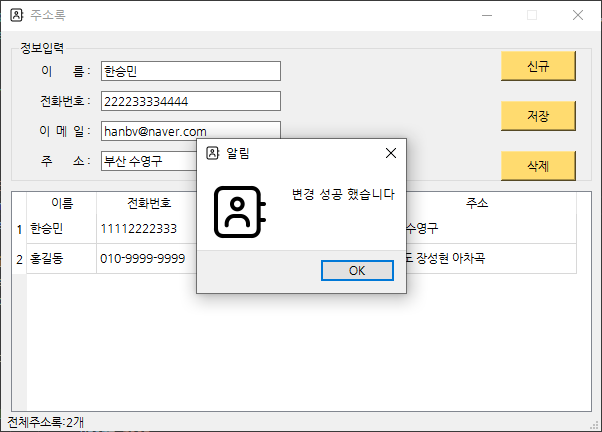 주소록
정보입력
이 름 : 한승민 신규
전화번호 : 222233334444 저장
이 메 일 : hanbv@naver.com
주 소 : 부산 수영구 삭제
알림
변경 성공 했습니다
OK
이름 전화번호 주소
1 한승민 11112222333 수영구
2 홍길동 010-9999-9999 장성현 아차곡
전체주소록:2개